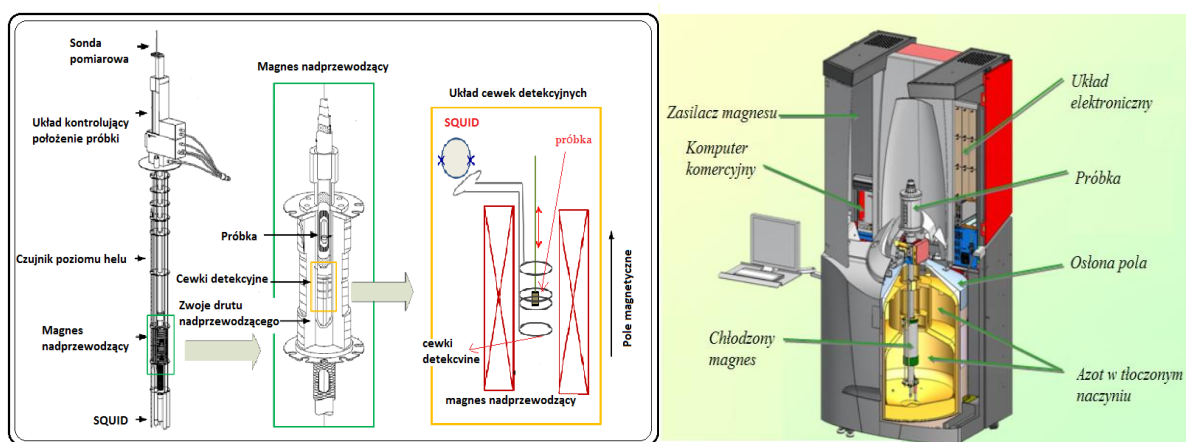 Sonda
pomiarowa
Układ kontrolujący
położenie próbki
Czujnik poziomu helu
Magnes
nadprzewodzący
SQUID
Magnes nadprzewodzący
Próbka
Cewki detekcyjne
Zwoje drutu
nadprzewodzącego
Układ cewek detekcyjnych
SQUID
próbka
cewki
detekcvine
magnes nadprzewodzący
Pole magnetyczne
Zasilacz magnesu
Komputer
komercyjny
Chłodzony
magnes
Układ
elektroniczny
Próbka
Osłona pola
Azot w tłoczonym
naczyniu